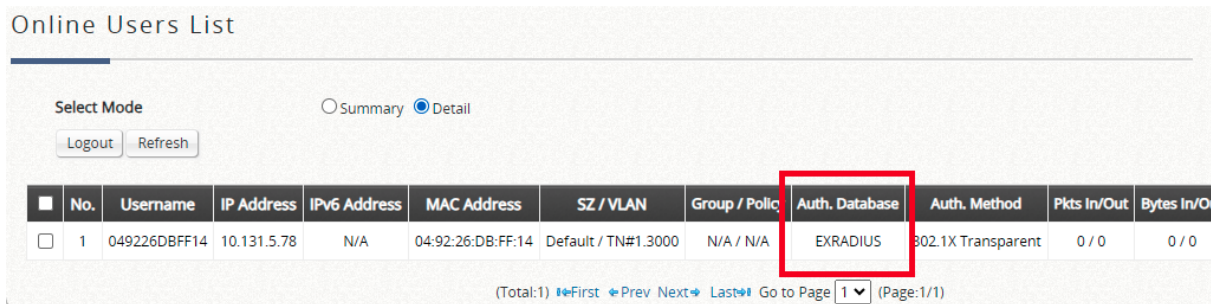 Online Users List
Select Mode Summary Detail
Logout Refresh
No. Username IP Address IPv6 Address MAC Address SZ / VLAN Group / Policy Auth. Database Auth. Method Pkts In/Out Bytes In/O
1 049226DBFF14 10.131.5.78 N/A 04:92:26:DB:FF:14 Default / TN#1.3000 N/A / N/A EXRADIUS 802.1X Transparent 0 / 0 0 / 0
(Total:1) First Prev Next Last Go to Page 1 (Page:1/1)